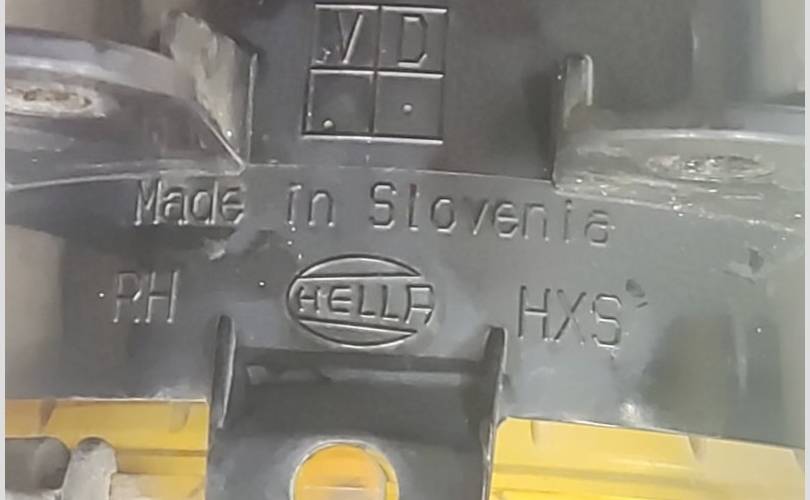 V D
Made in Slovenia
RH HELLA HXS